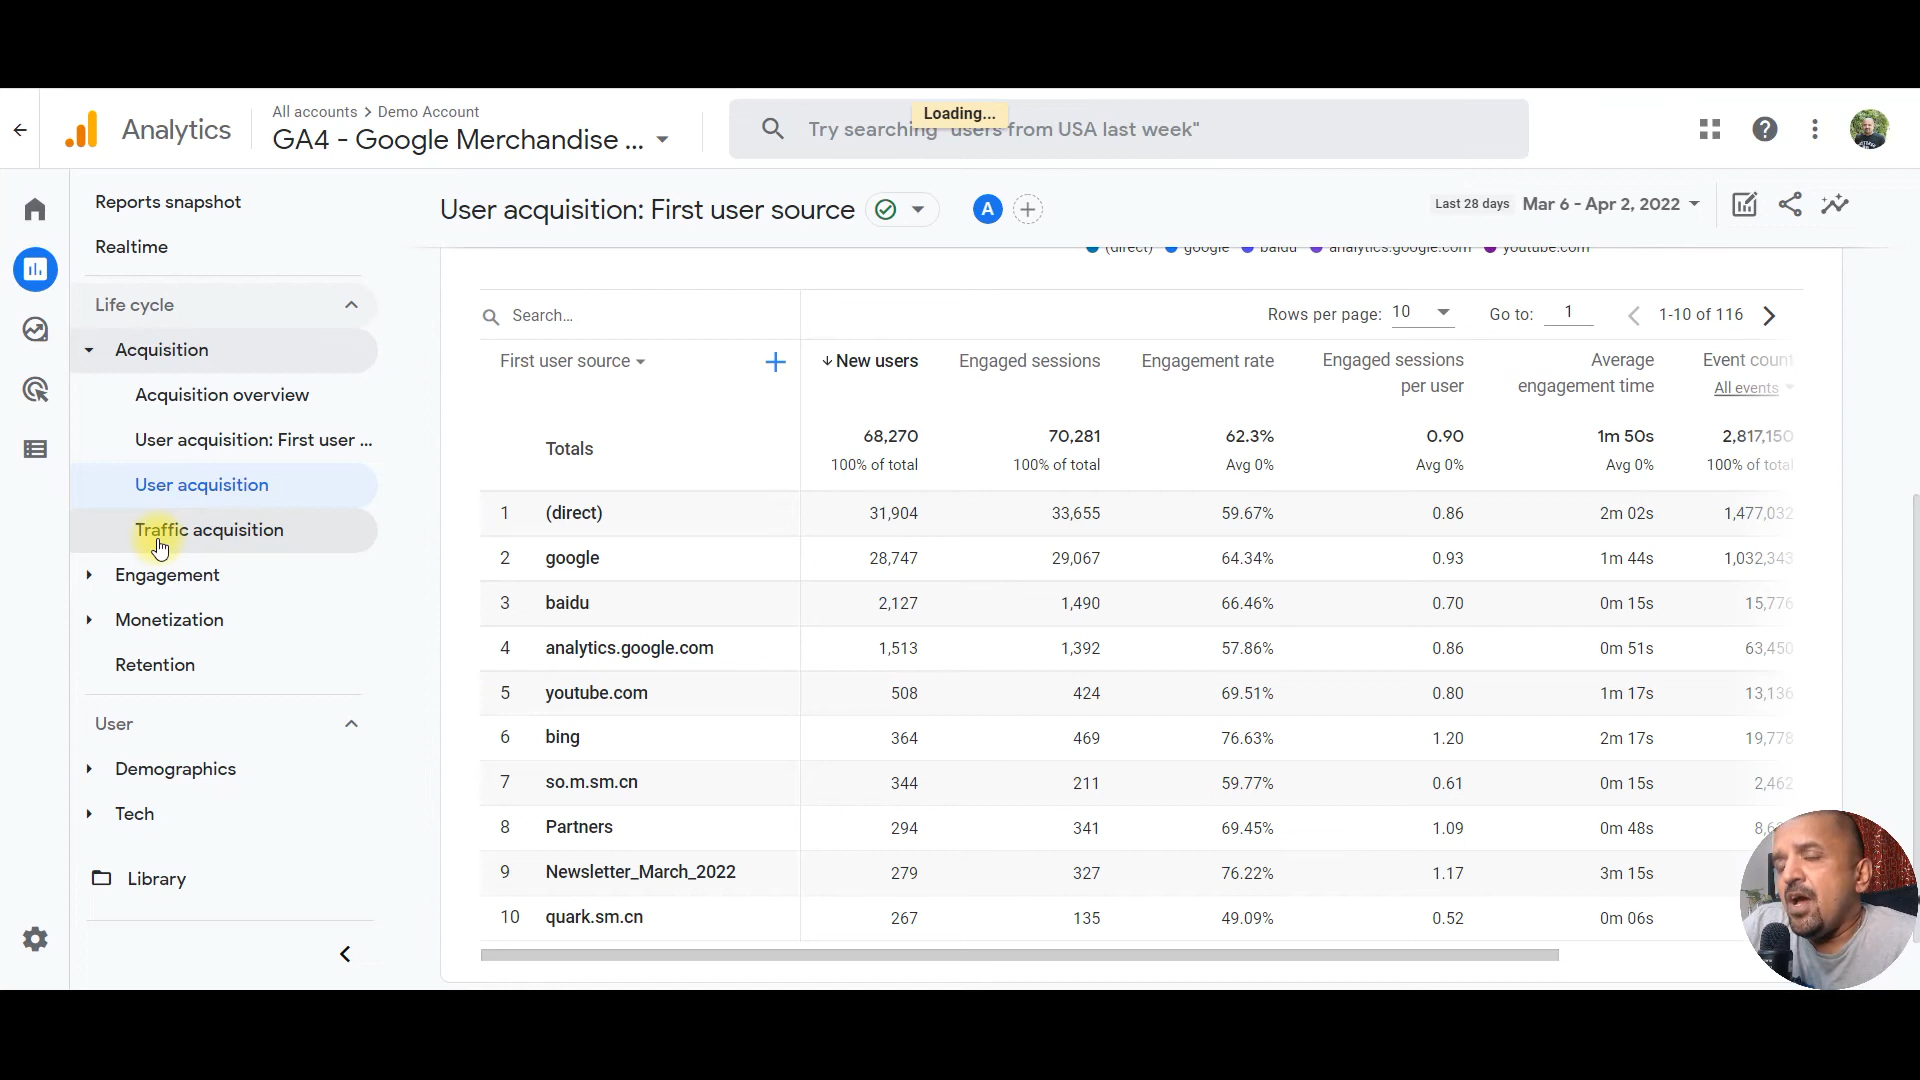 All accounts > Demo Account
Analytics
GA4 - Google Merchandise ...
Loading...
Try searching "users from USA last week"
Reports snapshot
Realtime
Life cycle
Acquisition
Acquisition overview
User acquisition: First user ...
User acquisition
Traffic acquisition
Engagement
Monetization
Retention
User
Demographics
Tech
Library
User acquisition: First user source
A
Last 28 days Mar 6 - Apr 2, 2022
(direct) google baidu analytics.google.com youtube.com
Search...
Rows per page: 10 Go to: 1 1-10 of 116
First user source New users Engaged sessions Engagement rate Engaged sessions per user Average engagement time Event count
All events
Totals 68,270 70,281 62.3% 0.90 1m 50s 2,817,150
100% of total 100% of total Avg 0% Avg 0% Avg 0% 100% of total
1 (direct) 31,904 33,655 59.67% 0.86 2m 02s 1,477,032
2 google 28,747 29,067 64.34% 0.93 1m 44s 1,032,343
3 baidu 2,127 1,490 66.46% 0.70 0m 15s 15,776
4 analytics.google.com 1,513 1,392 57.86% 0.86 0m 51s 63,450
5 youtube.com 508 424 69.51% 0.80 1m 17s 13,136
6 bing 364 469 76.63% 1.20 2m 17s 19,778
7 so.m.sm.cn 344 211 59.77% 0.61 0m 15s 2,462
8 Partners 294 341 69.45% 1.09 0m 48s
9 Newsletter_March_2022 279 327 76.22% 1.17 3m 15s
10 quark.sm.cn 267 135 49.09% 0.52 0m 06s